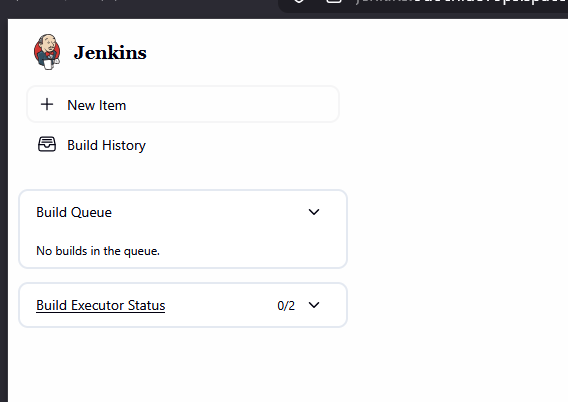 Jenkins
New Item
Build History
Build Queue
No builds in the queue.
Build Executor Status 0/2